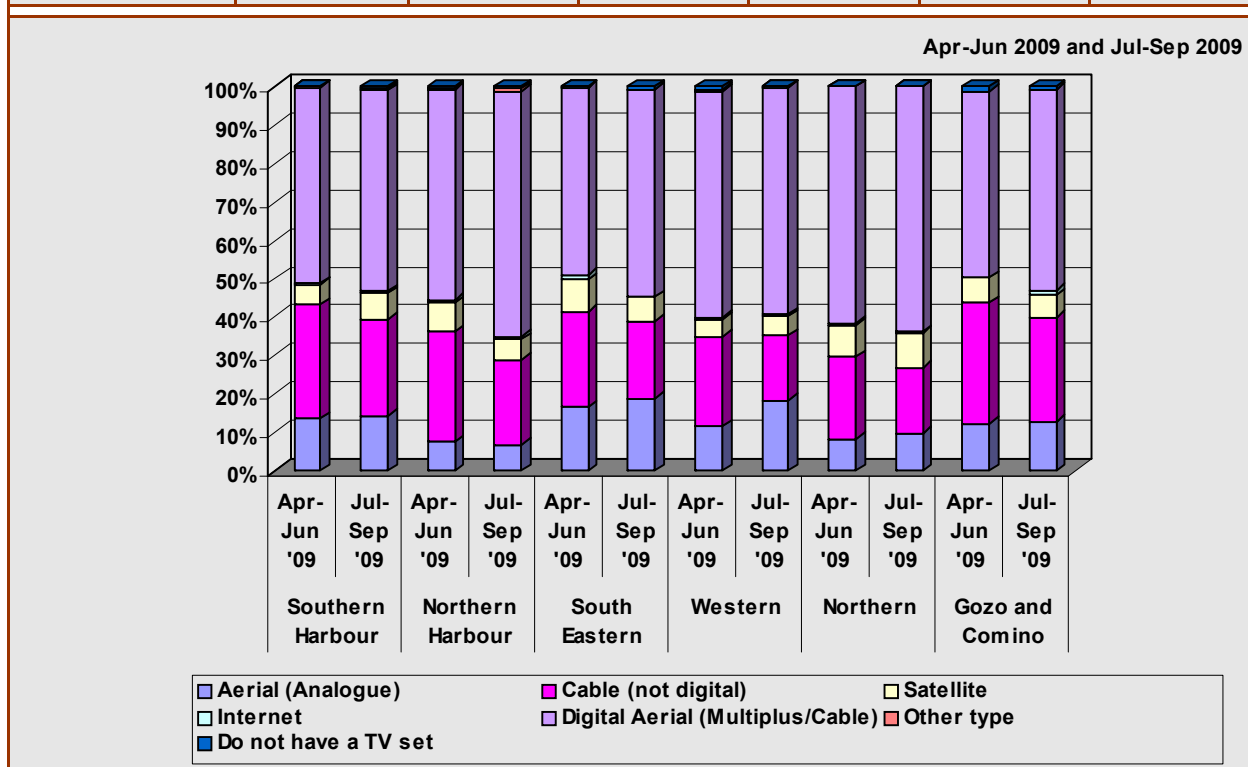 Apr-Jun 2009 and Jul-Sep 2009
100%
90%
80%
70%
60%
50%
40%
30%
20%
10%
0%
Apr- Jul- Apr- Jul- Apr- Jul- Apr- Jul- Apr- Jul- Apr- Jul-
Jun Sep Jun Sep Jun Sep Jun Sep Jun Sep Jun Sep
'09 '09 '09 '09 '09 '09 '09 '09 '09 '09 '09 '09
Southern Northern South Western Northern Gozo and
Harbour Harbour Eastern Comino
Aerial (Analogue) Cable (not digital) Satellite
Internet Digital Aerial (Multiplus/Cable) Other type
Do not have a TV set